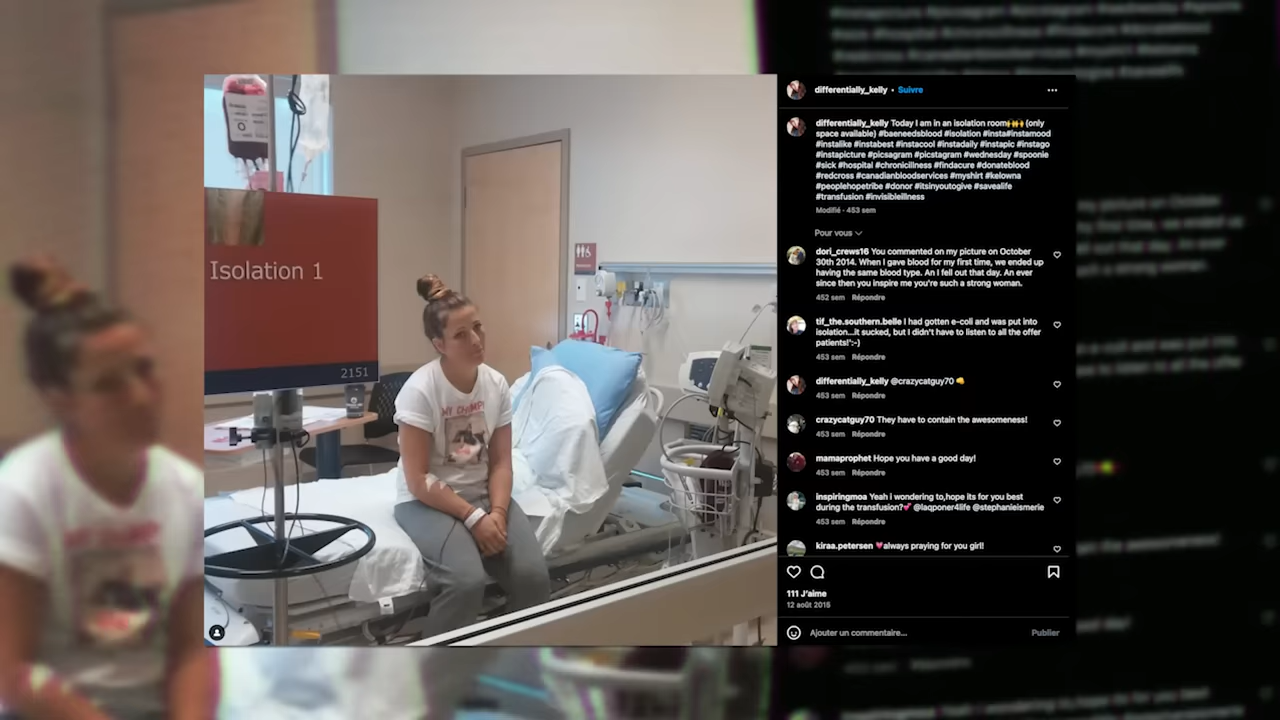 O
Isolation 1
2151
MY CHUMPS
differentially_kelly • Suivre
differentially_kelly Today I am in an isolation room🙌🙌 (only
space available) #baeneedsblood #isolation #insta#instamood
#instalike #instabest #instacool #instadaily #instapic #instago
#instapicture #picsagram #picstagram #wednesday #spoonie
#sick #hospital #chronicillness #findacure #donateblood
#redcross #canadianbloodservices #myshirt #kelowna
#peoplehopetribe #donor #itsinyoutogive #savealife
#transfusion #invisibleillness
Modifié · 453 sem
Pour vous
dori_crews16 You commented on my picture on October
30th 2014. When I gave blood for my first time, we ended up
having the same blood type. An I fell out that day. An ever
since then you inspire me you're such a strong woman.
452 sem Répondre
tif_the.southern.belle I had gotten e-coli and was put into
isolation...it sucked, but I didn't have to listen to all the offer
patients!':-)
453 sem Répondre
differentially_kelly @crazycatguy70 👊
453 sem Répondre
crazycatguy70 They have to contain the awesomeness!
453 sem Répondre
mamaprophet Hope you have a good day!
453 sem Répondre
inspiringmoa Yeah i wondering to,hope its for you best
during the transfusion?💕 @laqponer4life @stephanieismerie
453 sem Répondre
kiraa.petersen 💗always praying for you girl!
111 J'aime
12 août 2015
Ajouter un commentaire... Publier